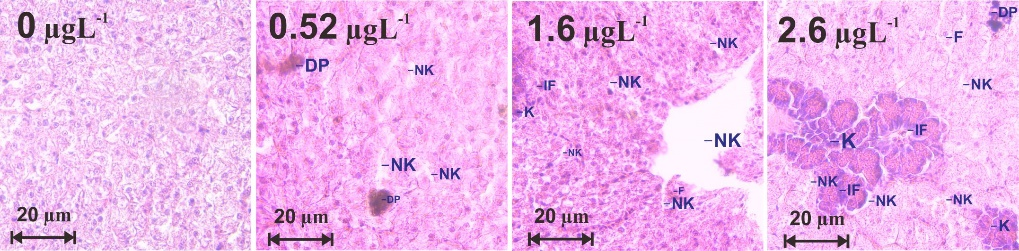 0 µgL-1
20 µm
0.52 µgL-1
-DP
-NK
-NK
-NK
-DP
20 µm
1.6 µgL-1
-NK
-IF
-NK
-K
-NK
-NK
-F
-NK
20 µm
2.6 µgL-1
-DP
-F
-NK
-IF
-K
-NK
-IF
-NK
-NK
-K
20 µm